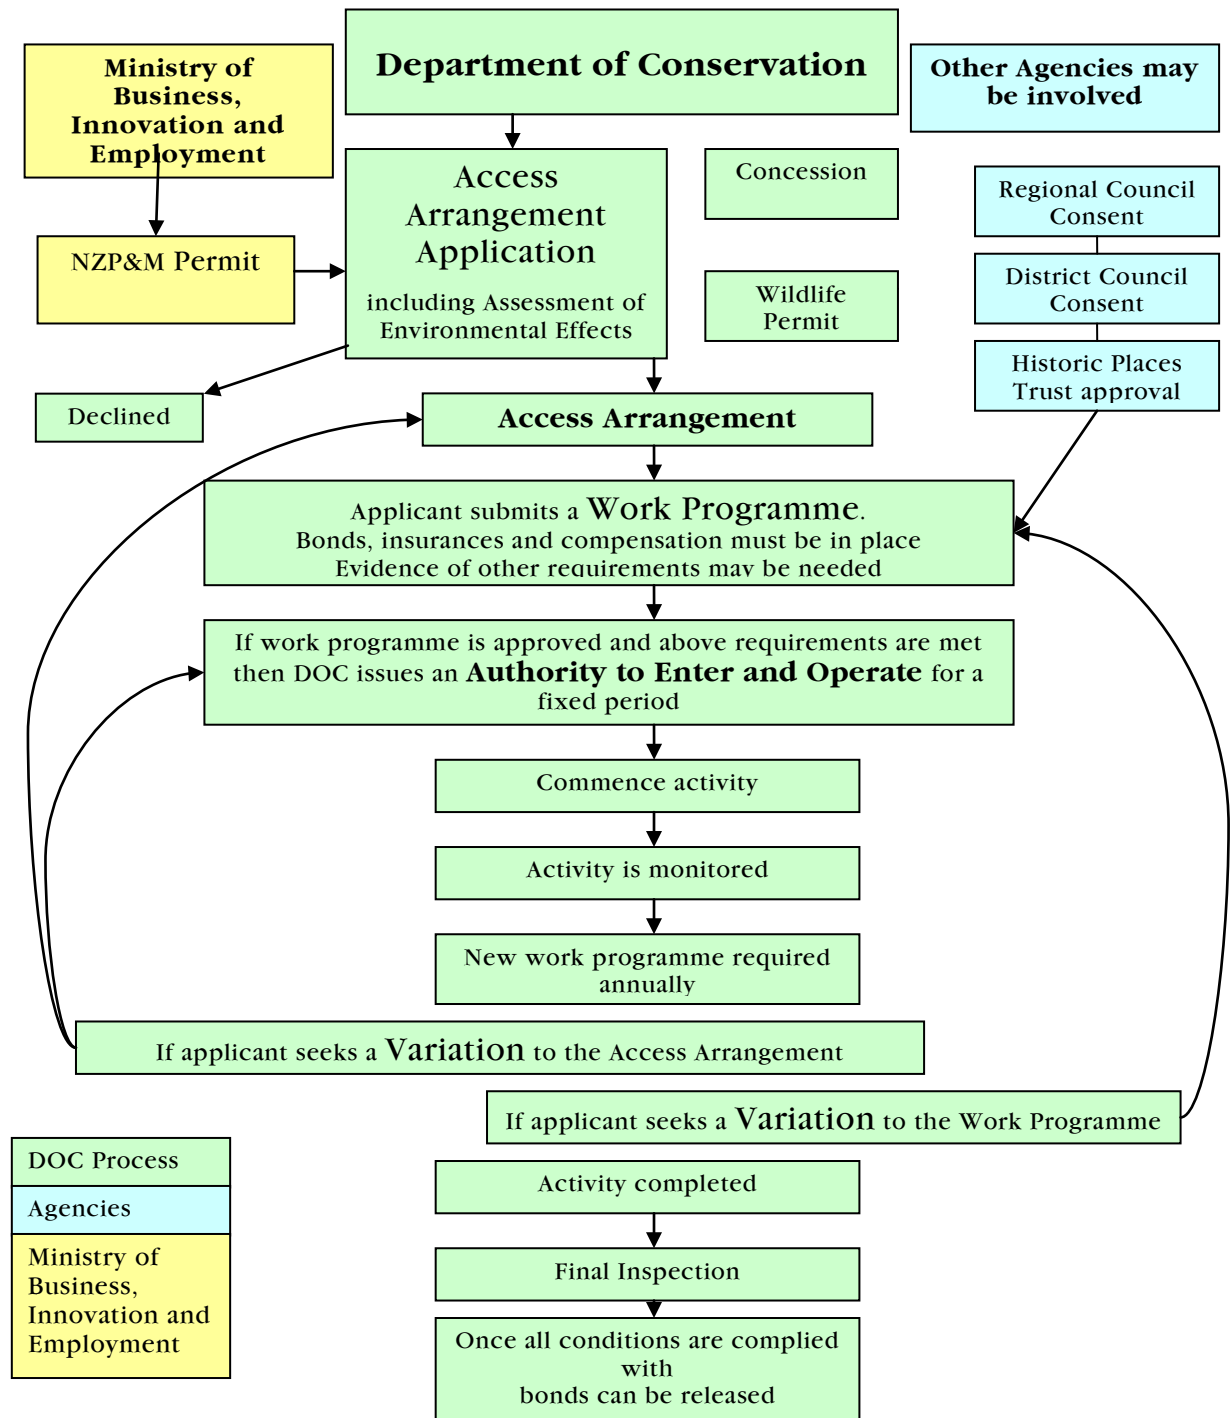 Department of Conservation
Ministry of
Business,
Innovation and
Employment
Other Agencies may
be involved
Access
Arrangement
Application
including Assessment of
Environmental Effects
Concession
Regional Council
Consent
NZP&M Permit
District Council
Consent
Wildlife
Permit
Historic Places
Trust approval
Declined
Access Arrangement
Applicant submits a Work Programme.
Bonds, insurances and compensation must be in place
Evidence of other requirements may be needed
If work programme is approved and above requirements are met
then DOC issues an Authority to Enter and Operate for a
fixed period
Commence activity
Activity is monitored
New work programme required
annually
If applicant seeks a Variation to the Access Arrangement
If applicant seeks a Variation to the Work Programme
DOC Process
Agencies
Ministry of
Business,
Innovation and
Employment
Activity completed
Final Inspection
Once all conditions are complied
with
bonds can be released